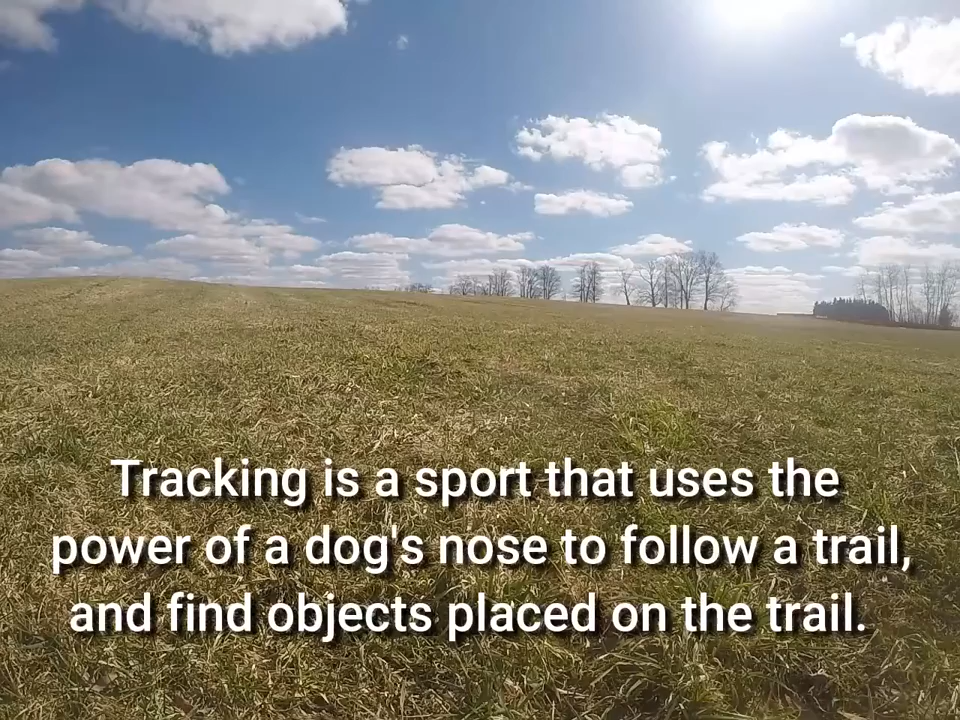 Tracking is a sport that uses the
power of a dog's nose to follow a trail,
and find objects placed on the trail.